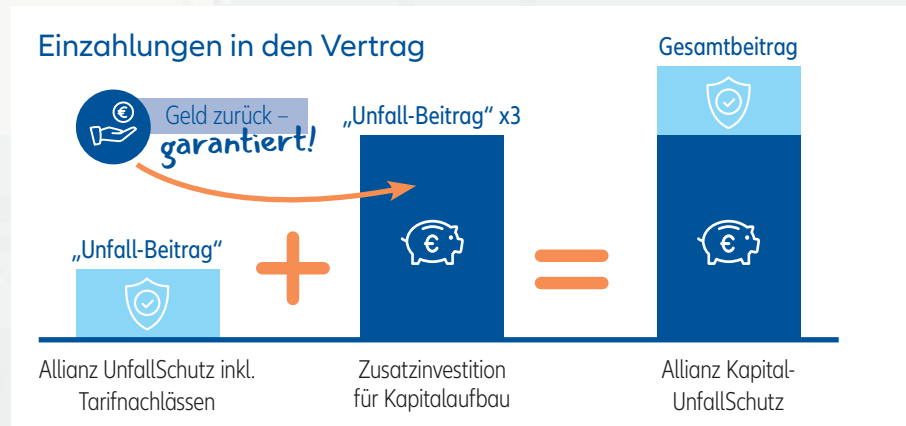 Einzahlungen in den Vertrag
Gesamtbeitrag
€
Geld zurück –
garantiert!
„Unfall-Beitrag“ x3
€
€
„Unfall-Beitrag“
+
=
Allianz UnfallSchutz inkl.
Tarifnachlässen
Zusatzinvestition
für Kapitalaufbau
Allianz Kapital-
UnfallSchutz